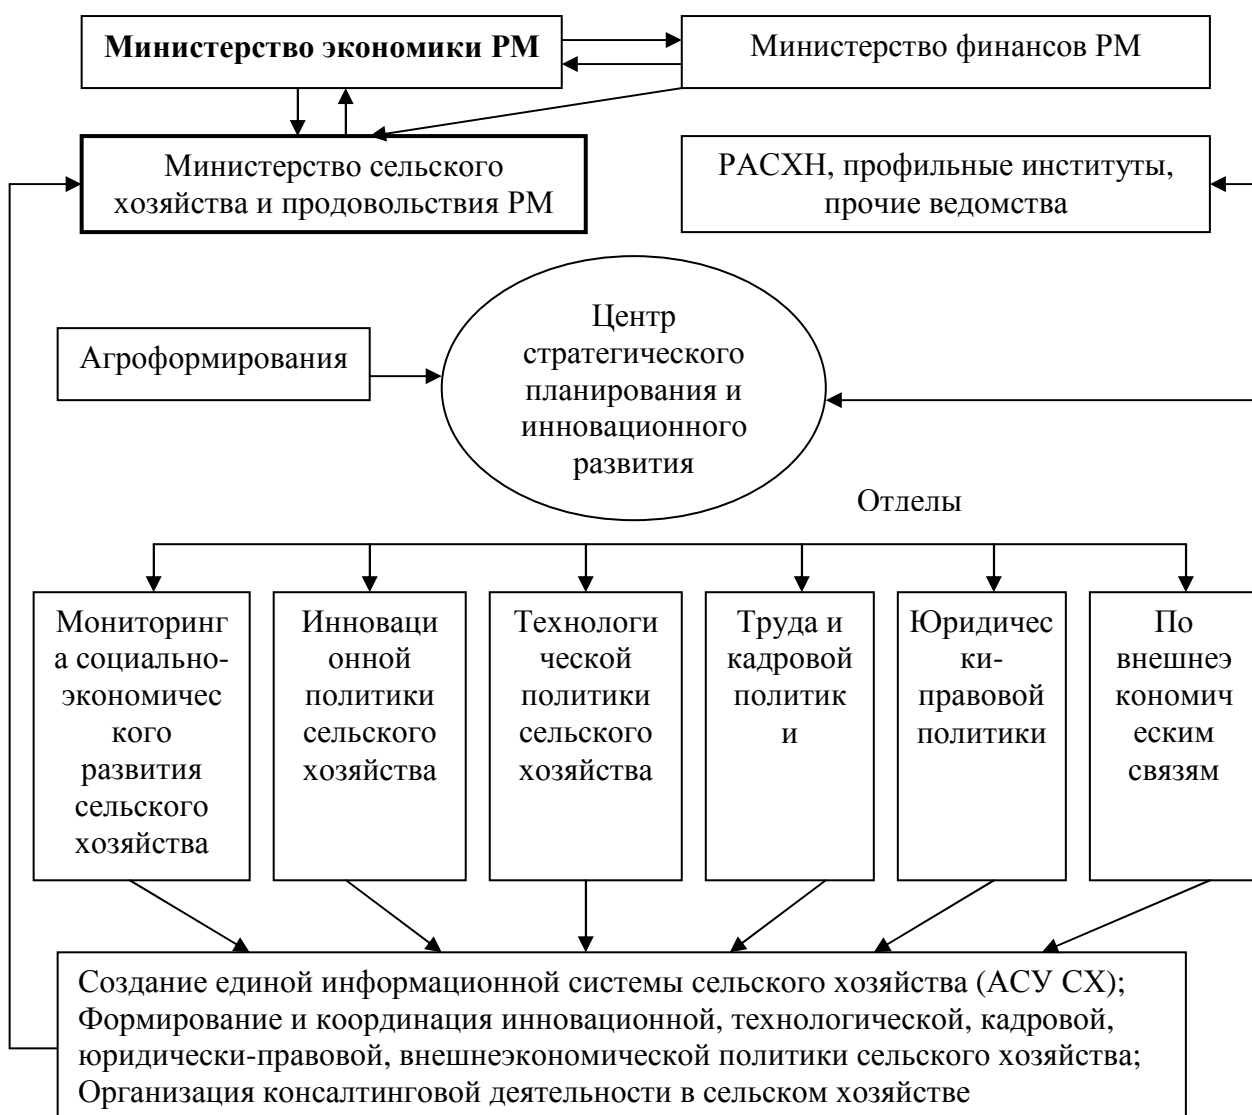 Министерство экономики РМ
Министерство финансов РМ
Министерство сельского
хозяйства и продовольствия РМ
РАСХН, профильные институты,
прочие ведомства
Агроформирования
Центр
стратегического
планирования и
инновационного
развития
Отделы
Мониторинг
а социально-
экономичес
кого
развития
сельского
хозяйства
Инноваци
онной
политики
сельского
хозяйства
Технологи
ческой
политики
сельского
хозяйства
Труда и
кадровой
политик
и
Юридичес
ки-
правовой
политики
По
внешнеэ
кономич
еским
связям
Создание единой информационной системы сельского хозяйства (АСУ СХ);
Формирование и координация инновационной, технологической, кадровой,
юридически-правовой, внешнеэкономической политики сельского хозяйства;
Организация консалтинговой деятельности в сельском хозяйстве